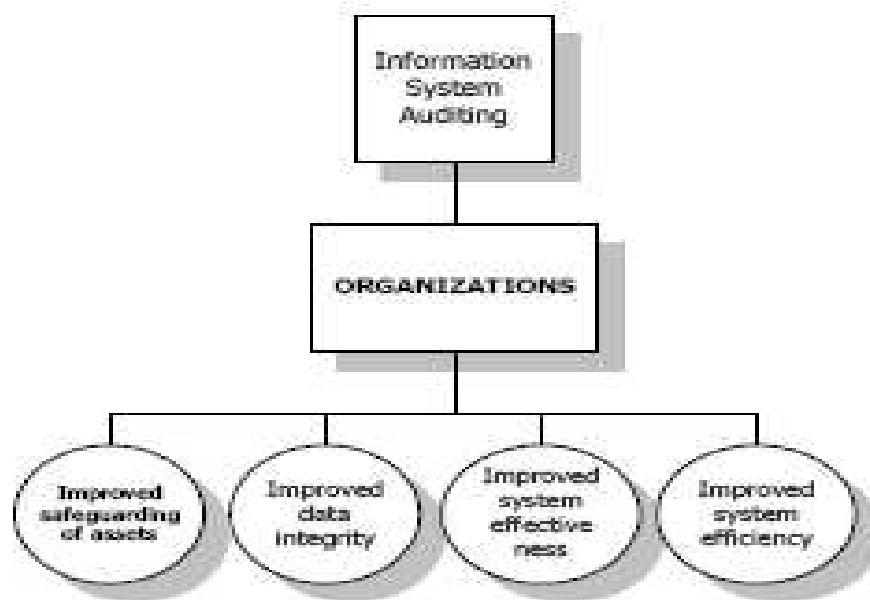 Information
System
Auditing
ORGANIZATIONS
Improved
safeguarding
of assets
Improved
data
integrity
Improved
system
effective
ness
Improved
system
efficiency